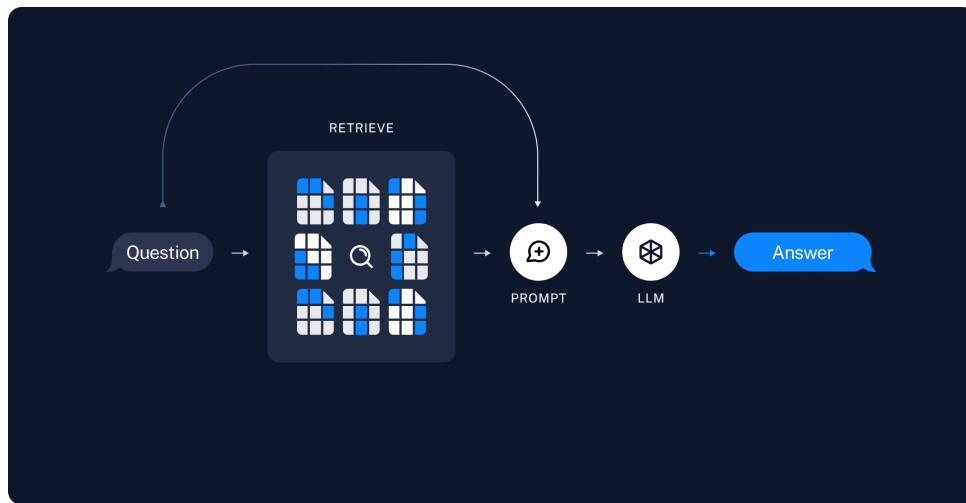 RETRIEVE
Question
Answer
PROMPT
LLM